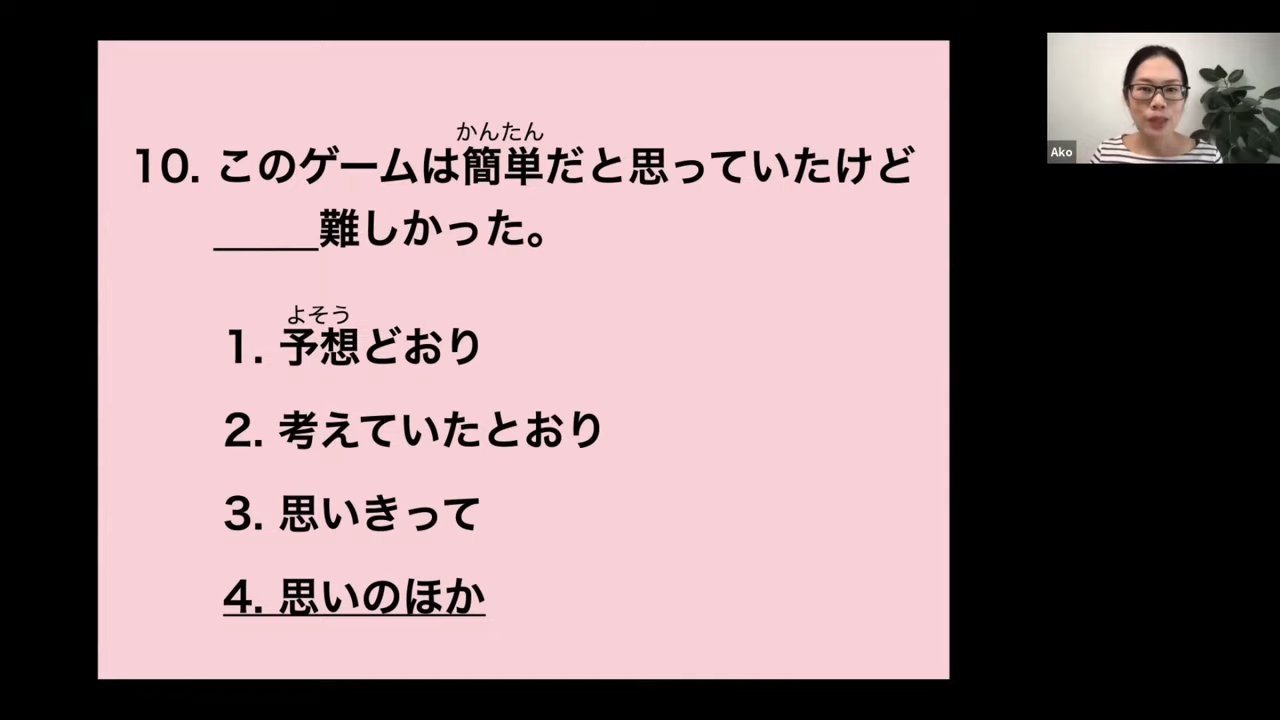 かんたん
10. このゲームは簡単だと思っていたけど
_____難しかった。
よそう
1. 予想どおり
2. 考えていたとおり
3. 思いきって
4. 思いのほか
Ako